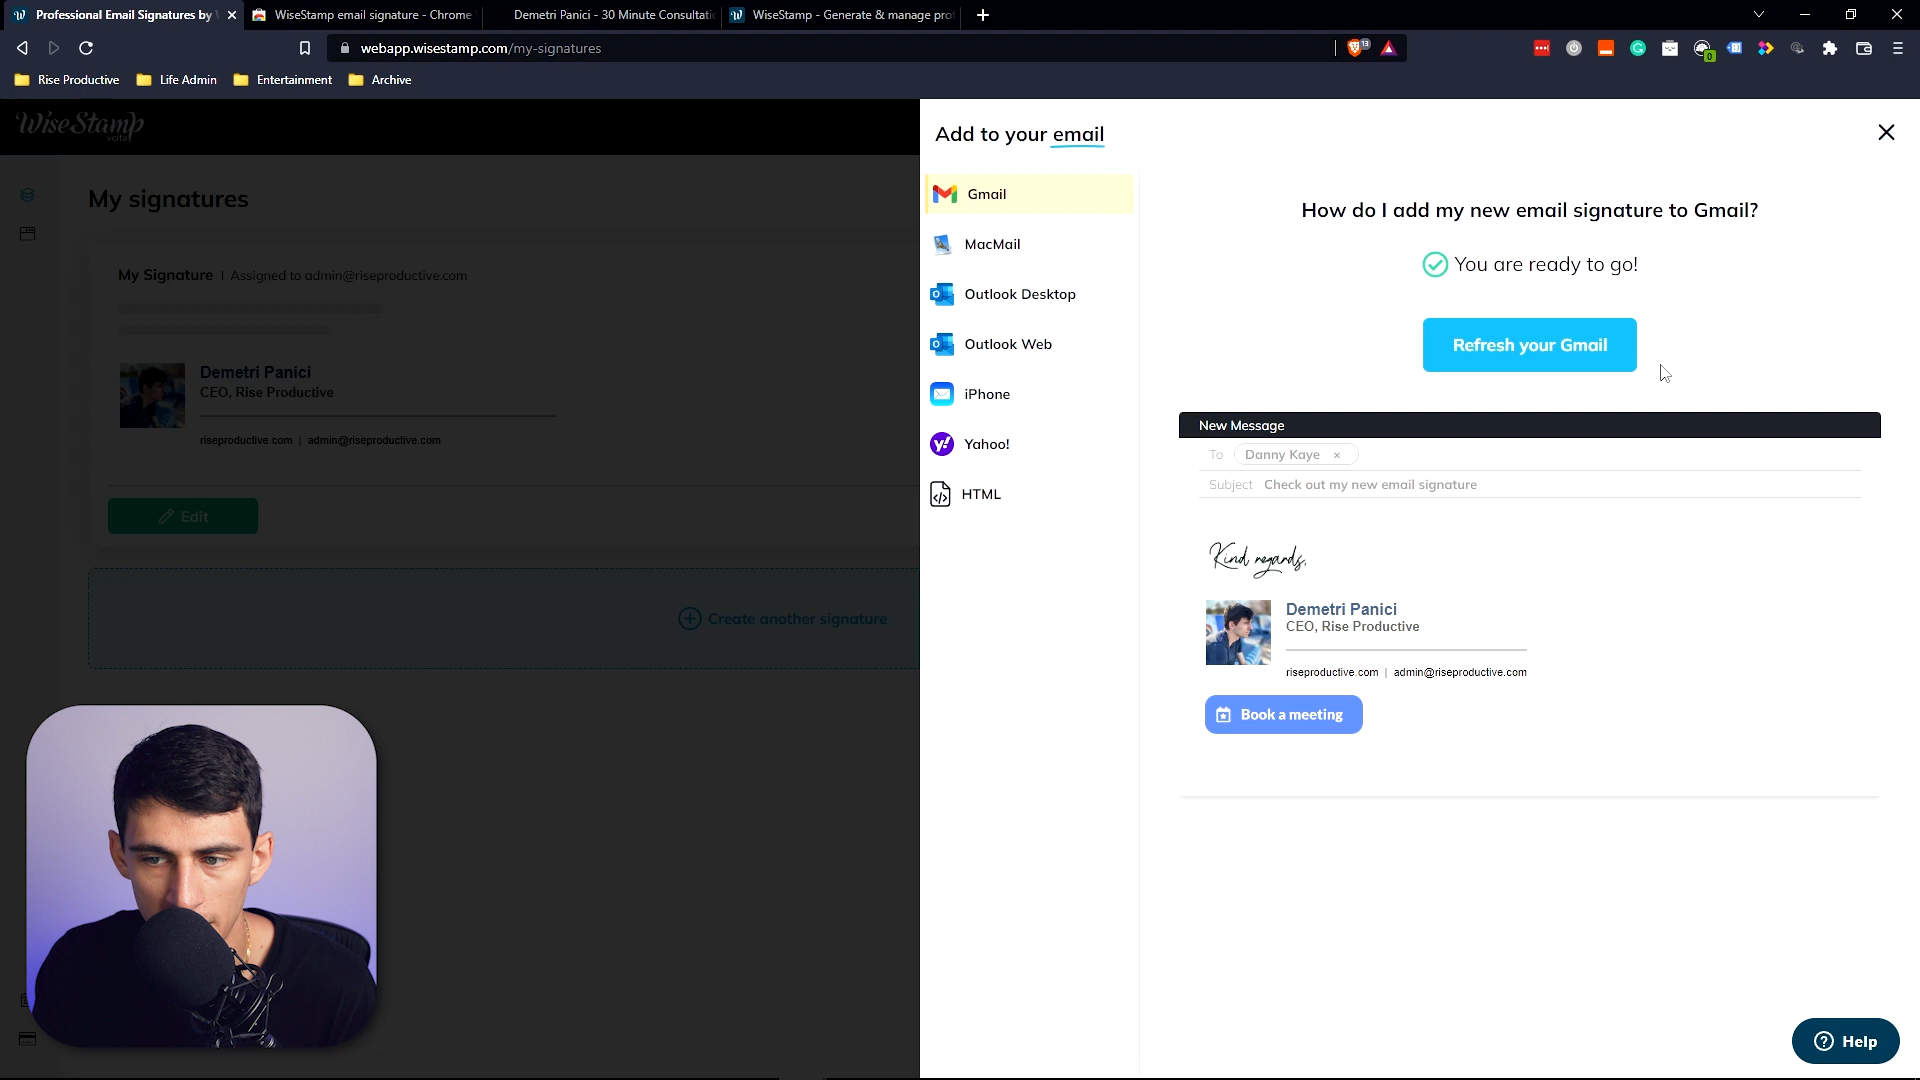 Professional Email Signatures by
WiseStamp email signature - Chrome
Demetri Panici - 30 Minute Consultatic
WiseStamp - Generate & manage prof
webapp.wisestamp.com/my-signatures
13
0
Rise Productive
Life Admin
Entertainment
Archive
WiseStamp
vcita
My signatures
My Signature | Assigned to admin@riseproductive.com
Demetri Panici
CEO, Rise Productive
riseproductive.com | admin@riseproductive.com
Edit
Create another signature
Add to your email
Gmail
MacMail
Outlook Desktop
Outlook Web
iPhone
Yahoo!
HTML
How do I add my new email signature to Gmail?
You are ready to go!
Refresh your Gmail
New Message
To Danny Kaye ×
Subject Check out my new email signature
Kind regards,
Demetri Panici
CEO, Rise Productive
riseproductive.com | admin@riseproductive.com
Book a meeting
Help